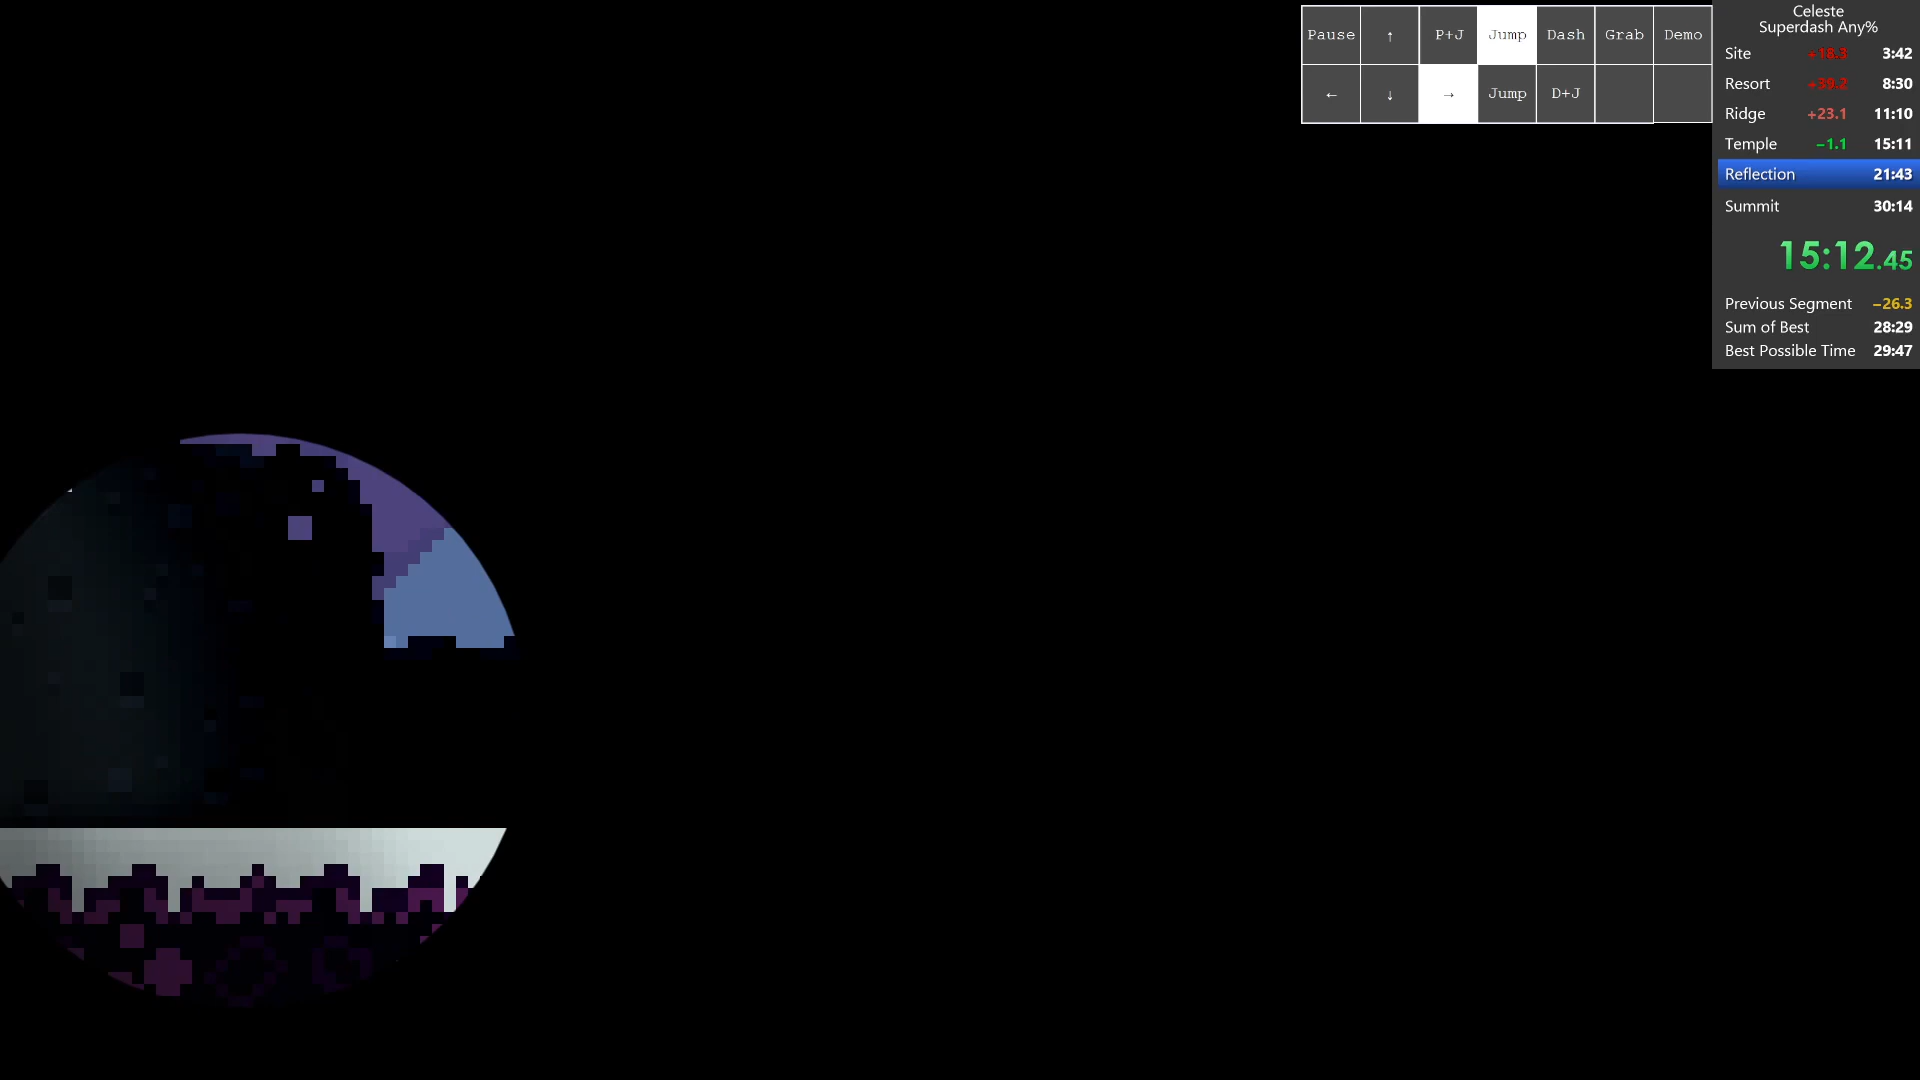 Pause ↑ P+J Jump Dash Grab Demo
← ↓ → Jump D+J
Celeste
Superdash Any%
Site +18.3 3:42
Resort +39.2 8:30
Ridge +23.1 11:10
Temple −1.1 15:11
Reflection 21:43
Summit 30:14
15:12.45
Previous Segment −26.3
Sum of Best 28:29
Best Possible Time 29:47